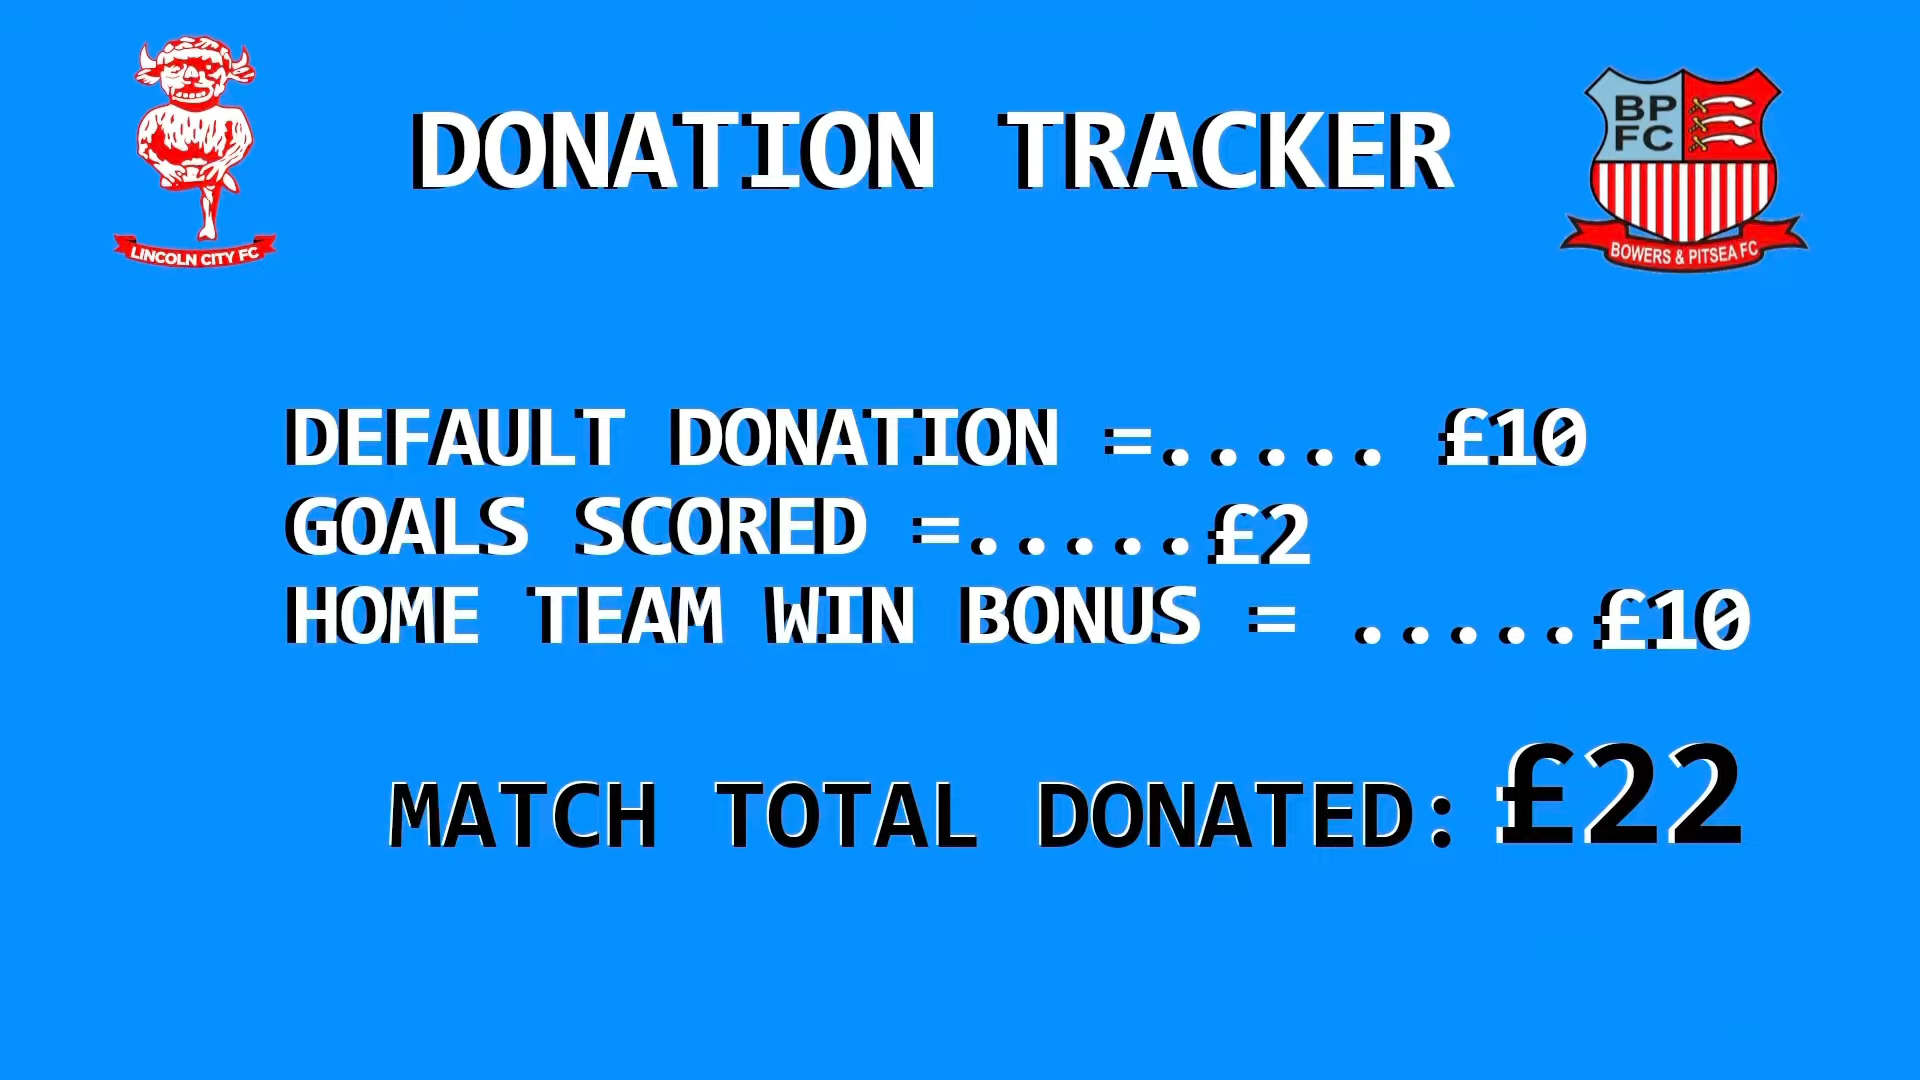 DONATION TRACKER
LINCOLN CITY FC
BP
FC
BOWERS & PITSEA FC
DEFAULT DONATION =..... £10
GOALS SCORED =.....£2
HOME TEAM WIN BONUS = .....£10
MATCH TOTAL DONATED: £22